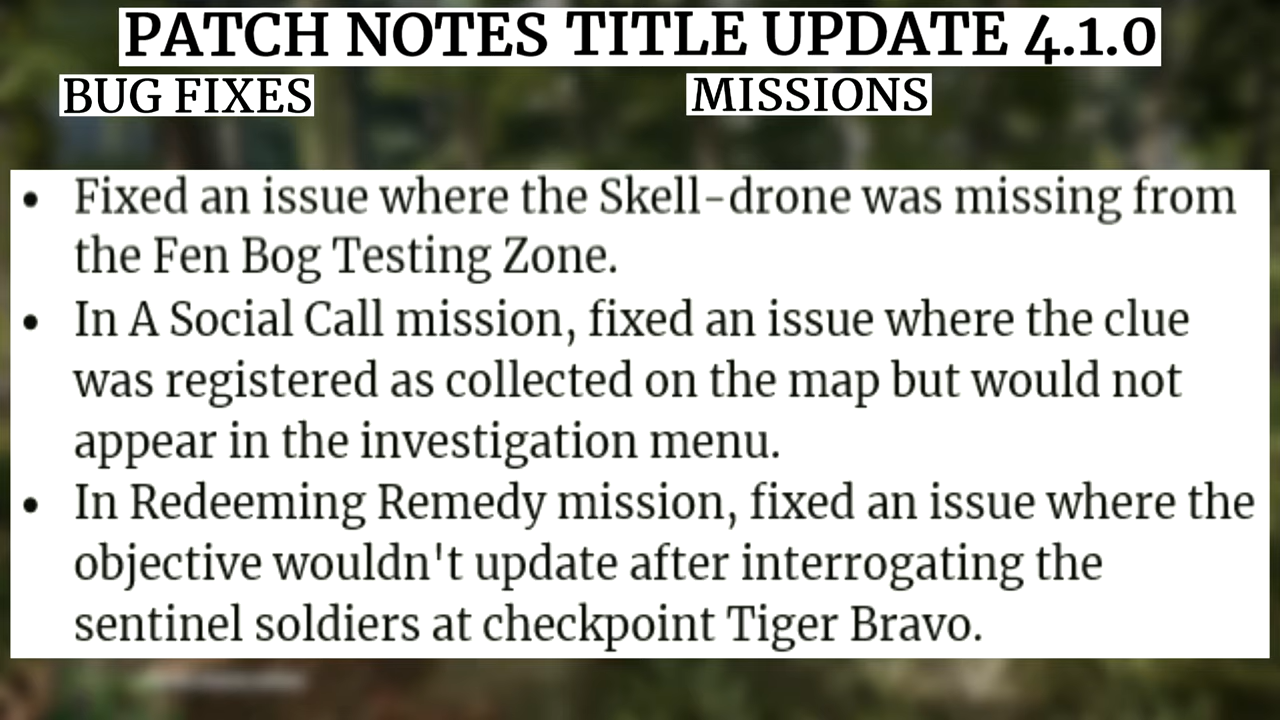 PATCH NOTES TITLE UPDATE 4.1.0
BUG FIXES
MISSIONS
• Fixed an issue where the Skell-drone was missing from
the Fen Bog Testing Zone.
• In A Social Call mission, fixed an issue where the clue
was registered as collected on the map but would not
appear in the investigation menu.
• In Redeeming Remedy mission, fixed an issue where the
objective wouldn't update after interrogating the
sentinel soldiers at checkpoint Tiger Bravo.